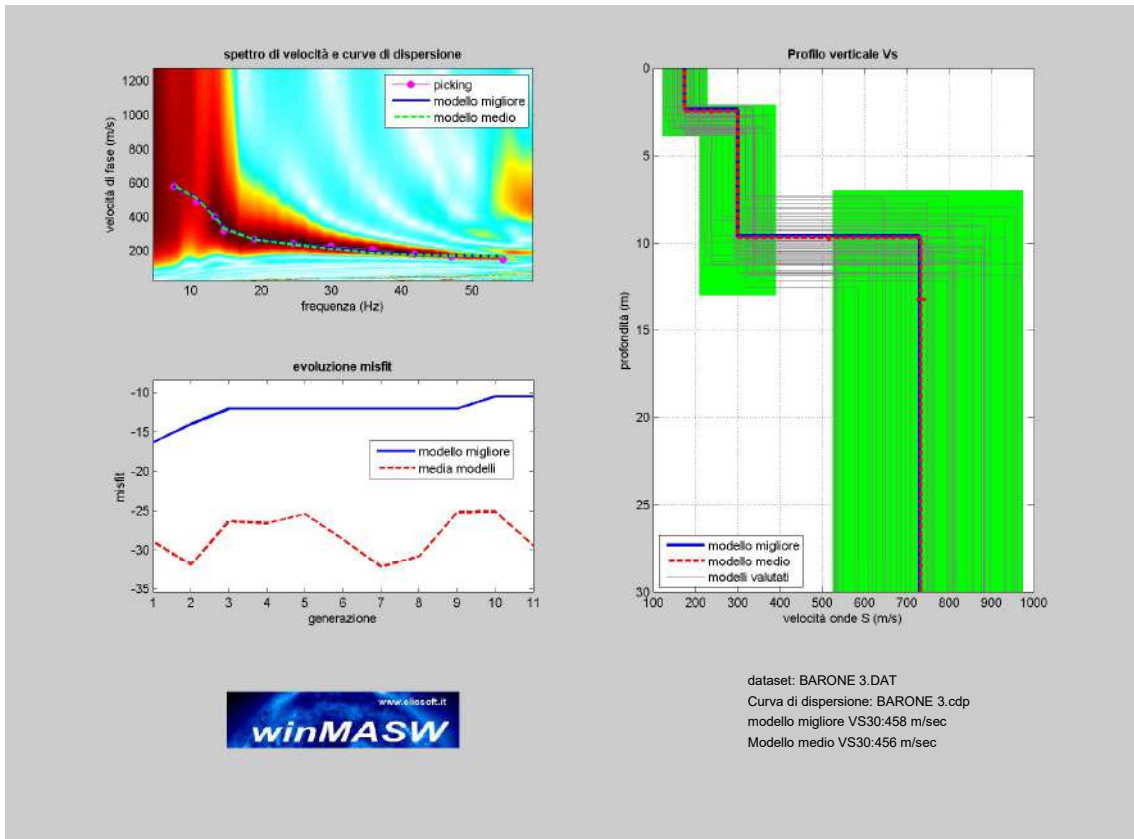 spettro di velocità e curve di dispersione
velocità di fase (m/s)
1200
1000
800
600
400
200
picking
modello migliore
modello medio
10 20 30 40 50
frequenza (Hz)
evoluzione misfit
misfit
-10
-15
-20
-25
-30
-35
modello migliore
media modelli
1 2 3 4 5 6 7 8 9 10 11
generazione
www.eliosoft.it
winMASW
Profilo verticale Vs
profondità (m)
0
5
10
15
20
25
30
modello migliore
modello medio
modelli valutati
100 200 300 400 500 600 700 800 900 1000
velocità onde S (m/s)
dataset: BARONE 3.DAT
Curva di dispersione: BARONE 3.cdp
modello migliore VS30:458 m/sec
Modello medio VS30:456 m/sec